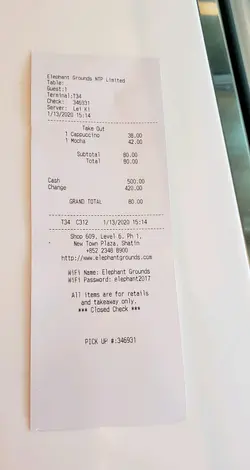 Elephant Grounds NTP Limited
Table:
Guest:1
Terminal:T34
Check: 346931
Server: Lei Ki
1/13/2020 15:14
Take Out
1 Cappuccino 38.00
1 Mocha 42.00
Subtotal 80.00
Total 80.00
Cash 500.00
Change 420.00
GRAND TOTAL 80.00
T34 C312 1/13/2020 15:14
Shop 609, Level 6, Ph 1,
New Town Plaza, Shatin
+852 2348 8900
http://www.elephantgrounds.com
WiFi Name: Elephant Grounds
WiFi Password: elephant2017
All items are for retails
and takeaway only.
*** Closed Check ***
PICK UP #:346931